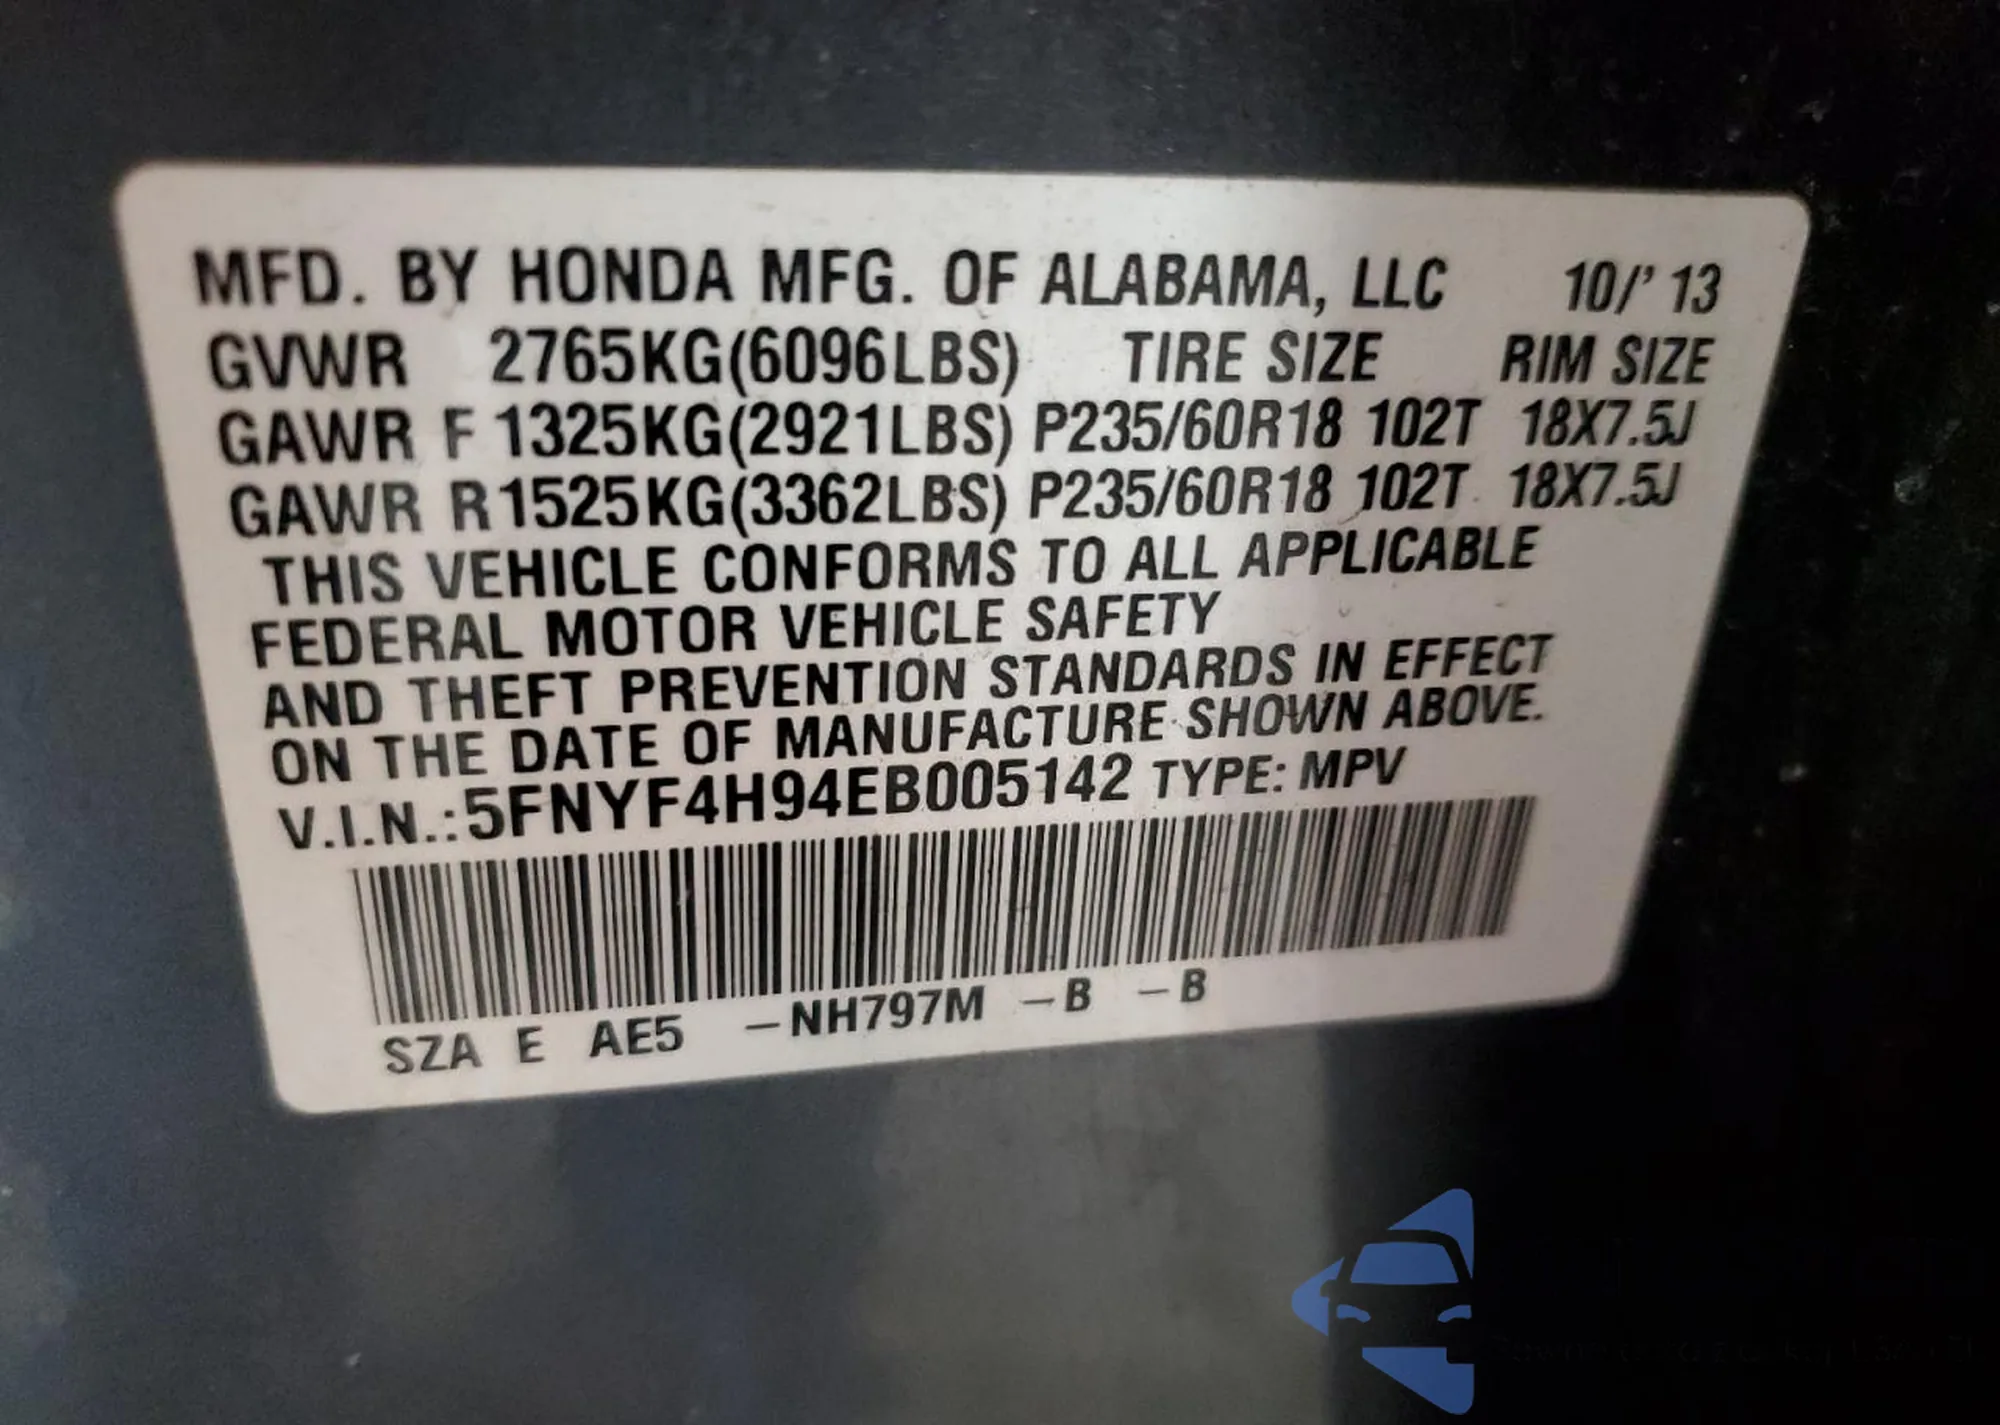 MFD. BY HONDA MFG. OF ALABAMA, LLC 10/' 13
GVWR 2765KG(6096LBS) TIRE SIZE RIM SIZE
GAWR F 1325KG(2921LBS) P235/60R18 102T 18X7.5J
GAWR R 1525KG(3362LBS) P235/60R18 102T 18X7.5J
THIS VEHICLE CONFORMS TO ALL APPLICABLE
FEDERAL MOTOR VEHICLE SAFETY
AND THEFT PREVENTION STANDARDS IN EFFECT
ON THE DATE OF MANUFACTURE SHOWN ABOVE.
V.I.N.:5FNYF4H94EB005142 TYPE: MPV
SZA E AE5 –NH797M –B –B